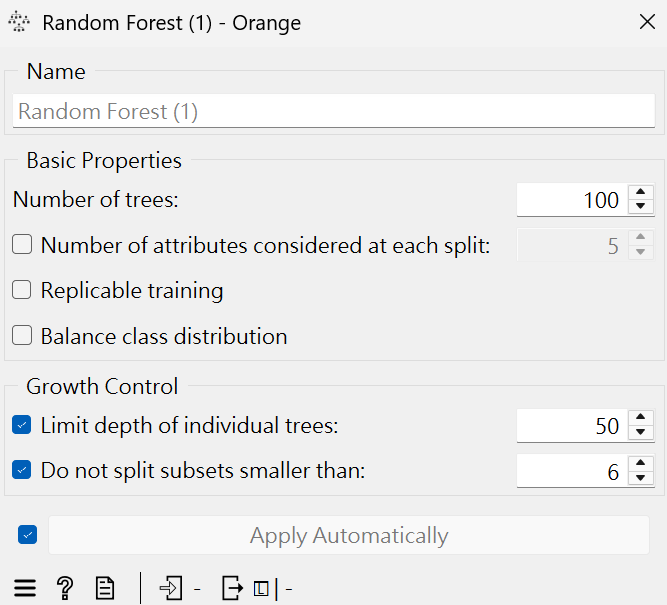 Random Forest (1) - Orange
Name
Random Forest (1)
Basic Properties
Number of trees: 100
Number of attributes considered at each split: 5
Replicable training
Balance class distribution
Growth Control
Limit depth of individual trees: 50
Do not split subsets smaller than: 6
Apply Automatically
? - | -